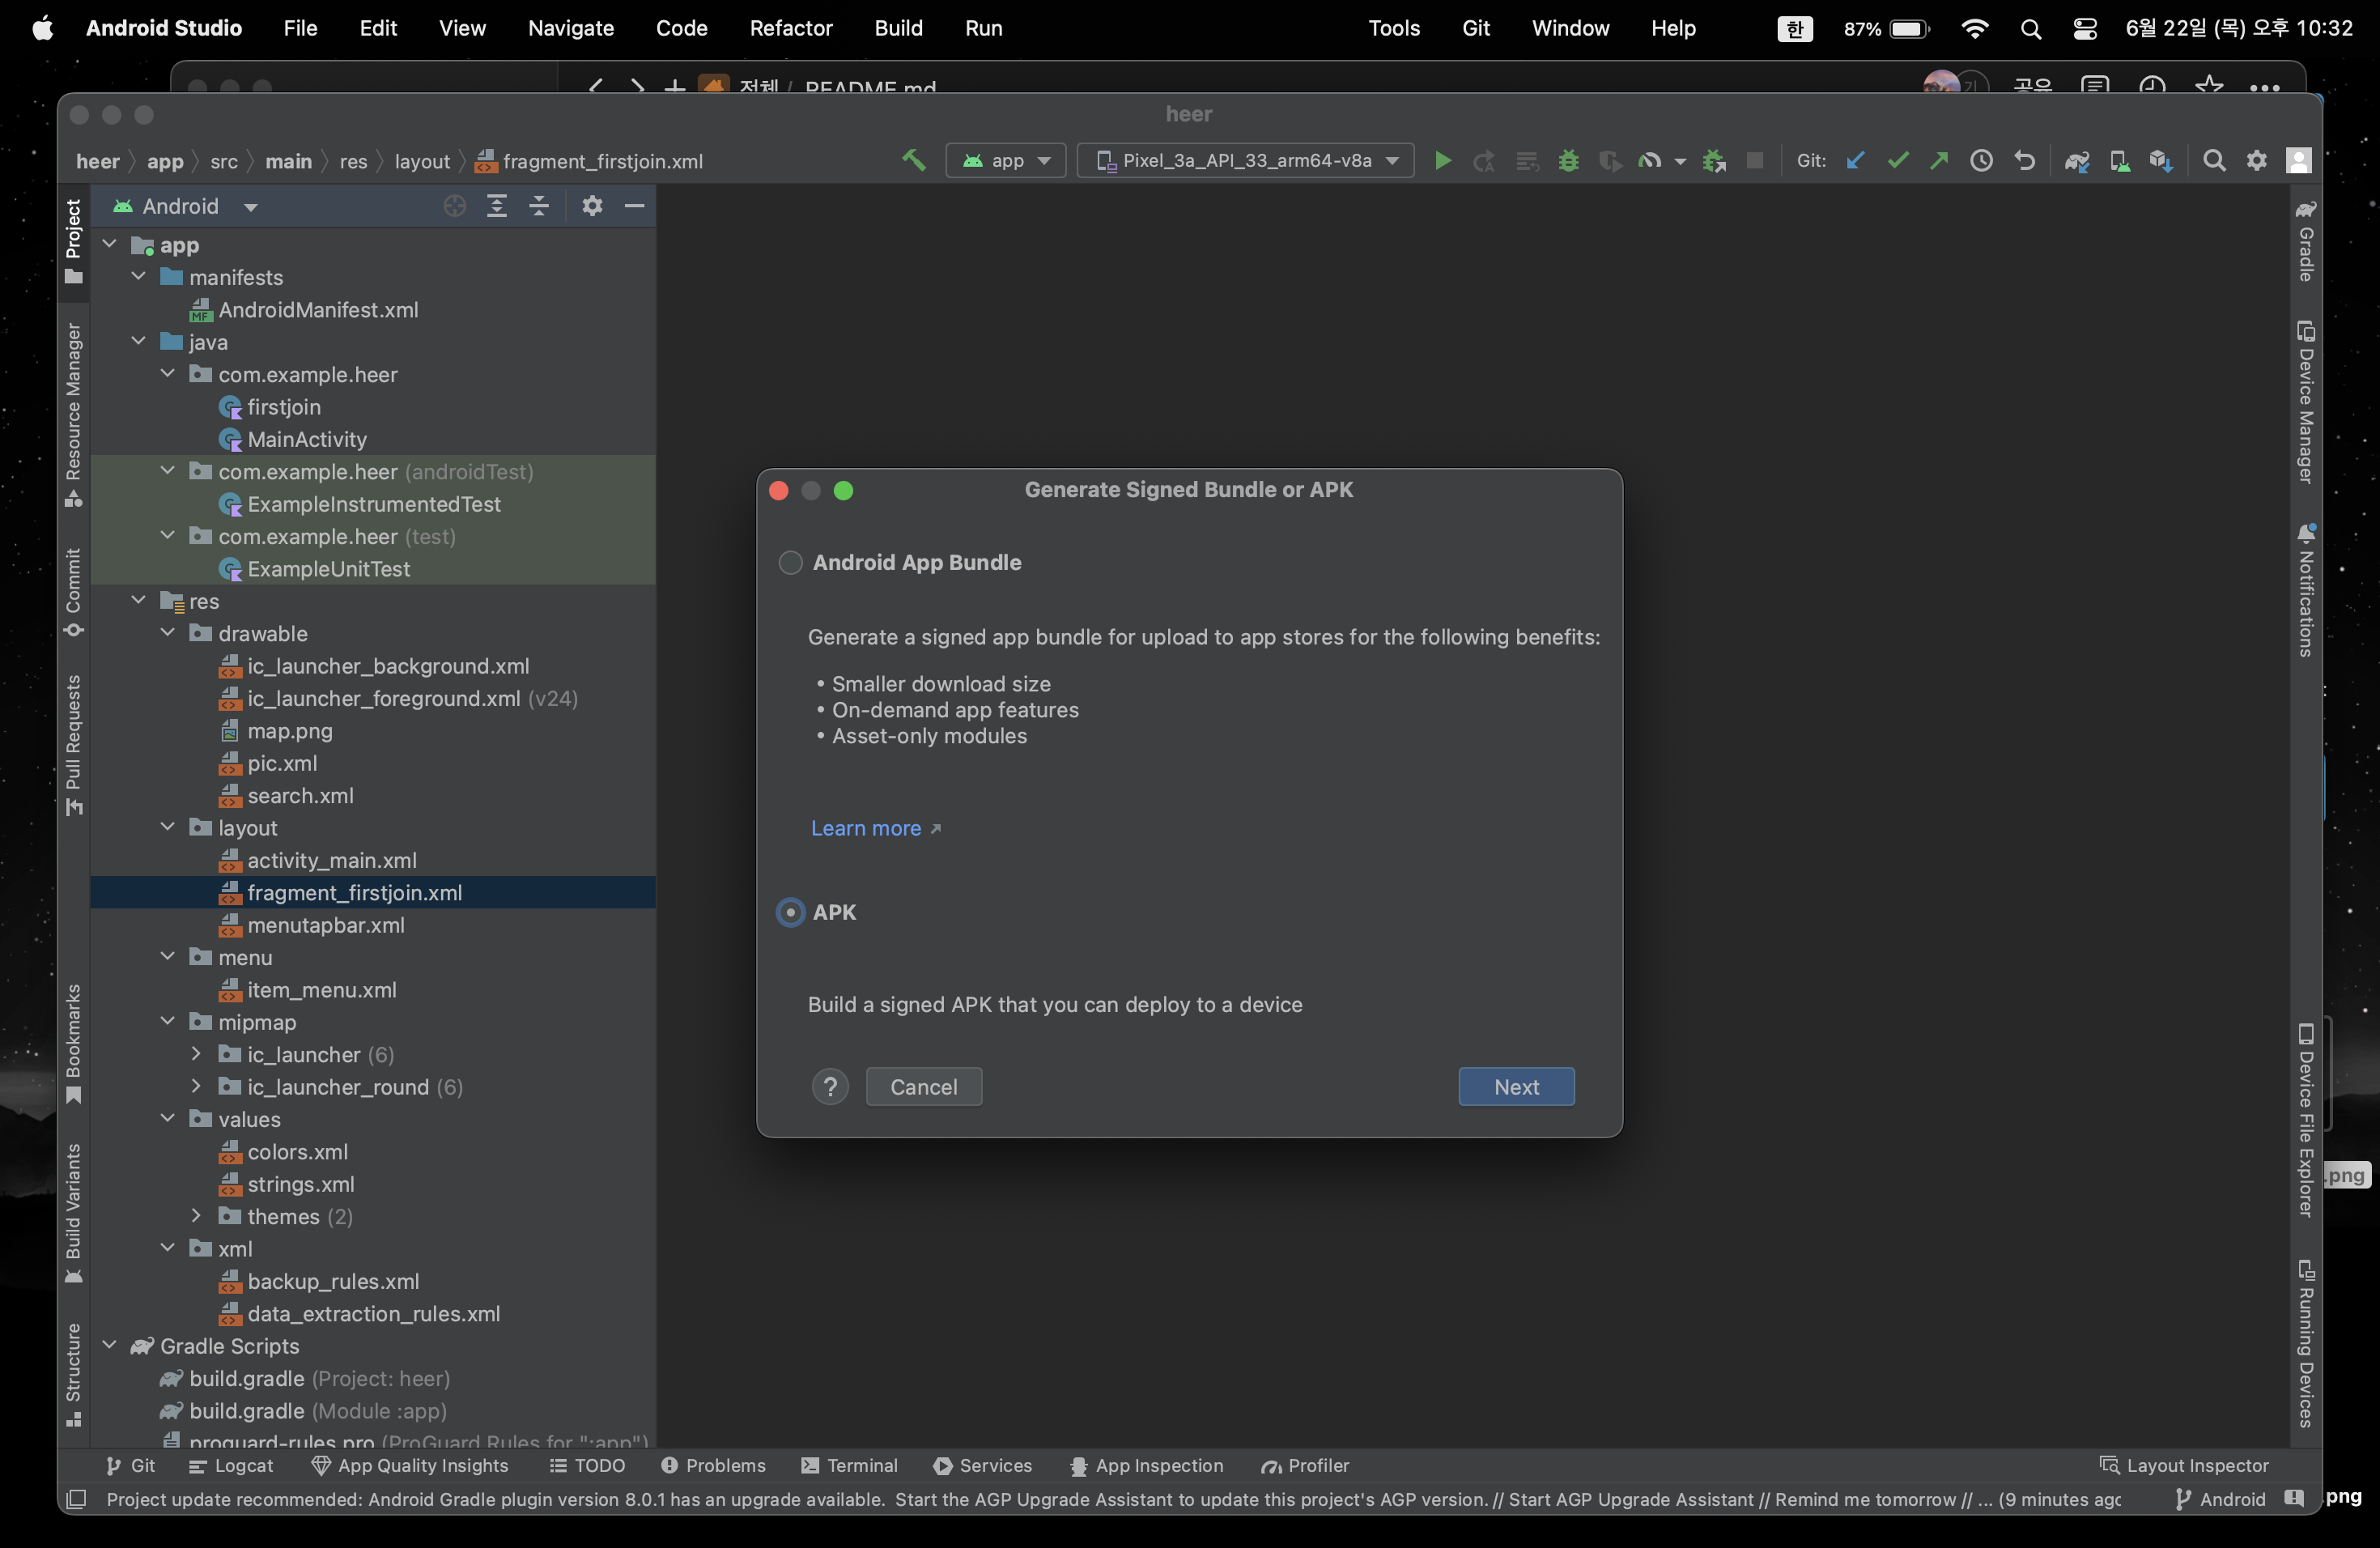 Android Studio File Edit View Navigate Code Refactor Build Run Tools Git Window Help 한 87% 6월 22일 (목) 오후 10:32
전체 / README.md 공유
heer
heer app src main res layout fragment_firstjoin.xml app Pixel_3a_API_33_arm64-v8a Git:
Project
Resource Manager
Commit
Pull Requests
Bookmarks
Build Variants
Structure
Android
app
manifests
AndroidManifest.xml
java
com.example.heer
firstjoin
MainActivity
com.example.heer (androidTest)
ExampleInstrumentedTest
com.example.heer (test)
ExampleUnitTest
res
drawable
ic_launcher_background.xml
ic_launcher_foreground.xml (v24)
map.png
pic.xml
search.xml
layout
activity_main.xml
fragment_firstjoin.xml
menutapbar.xml
menu
item_menu.xml
mipmap
ic_launcher (6)
ic_launcher_round (6)
values
colors.xml
strings.xml
themes (2)
xml
backup_rules.xml
data_extraction_rules.xml
Gradle Scripts
build.gradle (Project: heer)
build.gradle (Module :app)
proguard-rules.pro (ProGuard Rules for ":app")
Generate Signed Bundle or APK
Android App Bundle
Generate a signed app bundle for upload to app stores for the following benefits:
• Smaller download size
• On-demand app features
• Asset-only modules
Learn more
APK
Build a signed APK that you can deploy to a device
? Cancel Next
Gradle
Device Manager
Notifications
Device File Explorer
Running Devices
.png
Git Logcat App Quality Insights TODO Problems Terminal Services App Inspection Profiler Layout Inspector
Project update recommended: Android Gradle plugin version 8.0.1 has an upgrade available. Start the AGP Upgrade Assistant to update this project's AGP version. // Start AGP Upgrade Assistant // Remind me tomorrow // ... (9 minutes ago Android
.png